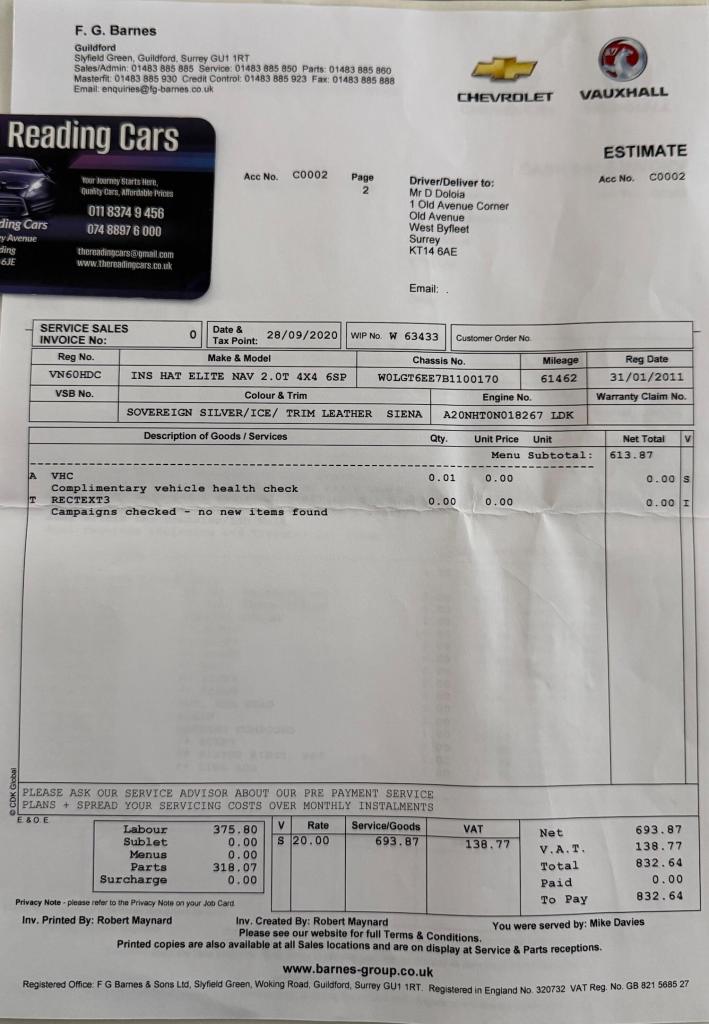 F. G. Barnes
Guildford
Slyfield Green, Guildford, Surrey GU1 1RT
Sales/Admin: 01483 885 885 Service: 01483 885 850 Parts: 01483 885 860
Masterfit: 01483 885 930 Credit Control: 01483 885 923 Fax: 01483 885 888
Email: enquiries@fg-barnes.co.uk
CHEVROLET VAUXHALL
Reading Cars
Your Journey Starts Here,
Quality Cars, Affordable Prices
011 8374 9 456
074 8897 6 000
ding Cars
y Avenue
ding
6JE
thereadingcars@gmail.com
www.thereadingcars.co.uk
ESTIMATE
Acc No. C0002 Page 2
Acc No. C0002
Driver/Deliver to:
Mr D Doloia
1 Old Avenue Corner
Old Avenue
West Byfleet
Surrey
KT14 6AE
Email: .
SERVICE SALES INVOICE No: 0 Date & Tax Point: 28/09/2020 WIP No. W 63433 Customer Order No.
Reg No. Make & Model Chassis No. Mileage Reg Date
VN60HDC INS HAT ELITE NAV 2.0T 4X4 6SP W0LGT6EE7B1100170 61462 31/01/2011
VSB No. Colour & Trim Engine No. Warranty Claim No.
SOVEREIGN SILVER/ICE/ TRIM LEATHER SIENA A20NHT0N018267 LDK
Description of Goods / Services Qty. Unit Price Unit Net Total V
Menu Subtotal: 613.87
A VHC 0.01 0.00 0.00 S
Complimentary vehicle health check
T RECTEXT3 0.00 0.00 0.00 I
Campaigns checked - no new items found
© CDK Global
PLEASE ASK OUR SERVICE ADVISOR ABOUT OUR PRE PAYMENT SERVICE
PLANS + SPREAD YOUR SERVICING COSTS OVER MONTHLY INSTALMENTS
E & O E
Labour 375.80
Sublet 0.00
Menus 0.00
Parts 318.07
Surcharge 0.00
V Rate Service/Goods VAT
S 20.00 693.87 138.77
Net 693.87
V.A.T. 138.77
Total 832.64
Paid 0.00
To Pay 832.64
Privacy Note - please refer to the Privacy Note on your Job Card.
Inv. Printed By: Robert Maynard Inv. Created By: Robert Maynard You were served by: Mike Davies
Please see our website for full Terms & Conditions.
Printed copies are also available at all Sales locations and are on display at Service & Parts receptions.
www.barnes-group.co.uk
Registered Office: F G Barnes & Sons Ltd, Slyfield Green, Woking Road, Guildford, Surrey GU1 1RT. Registered in England No. 320732 VAT Reg. No. GB 821 5685 27